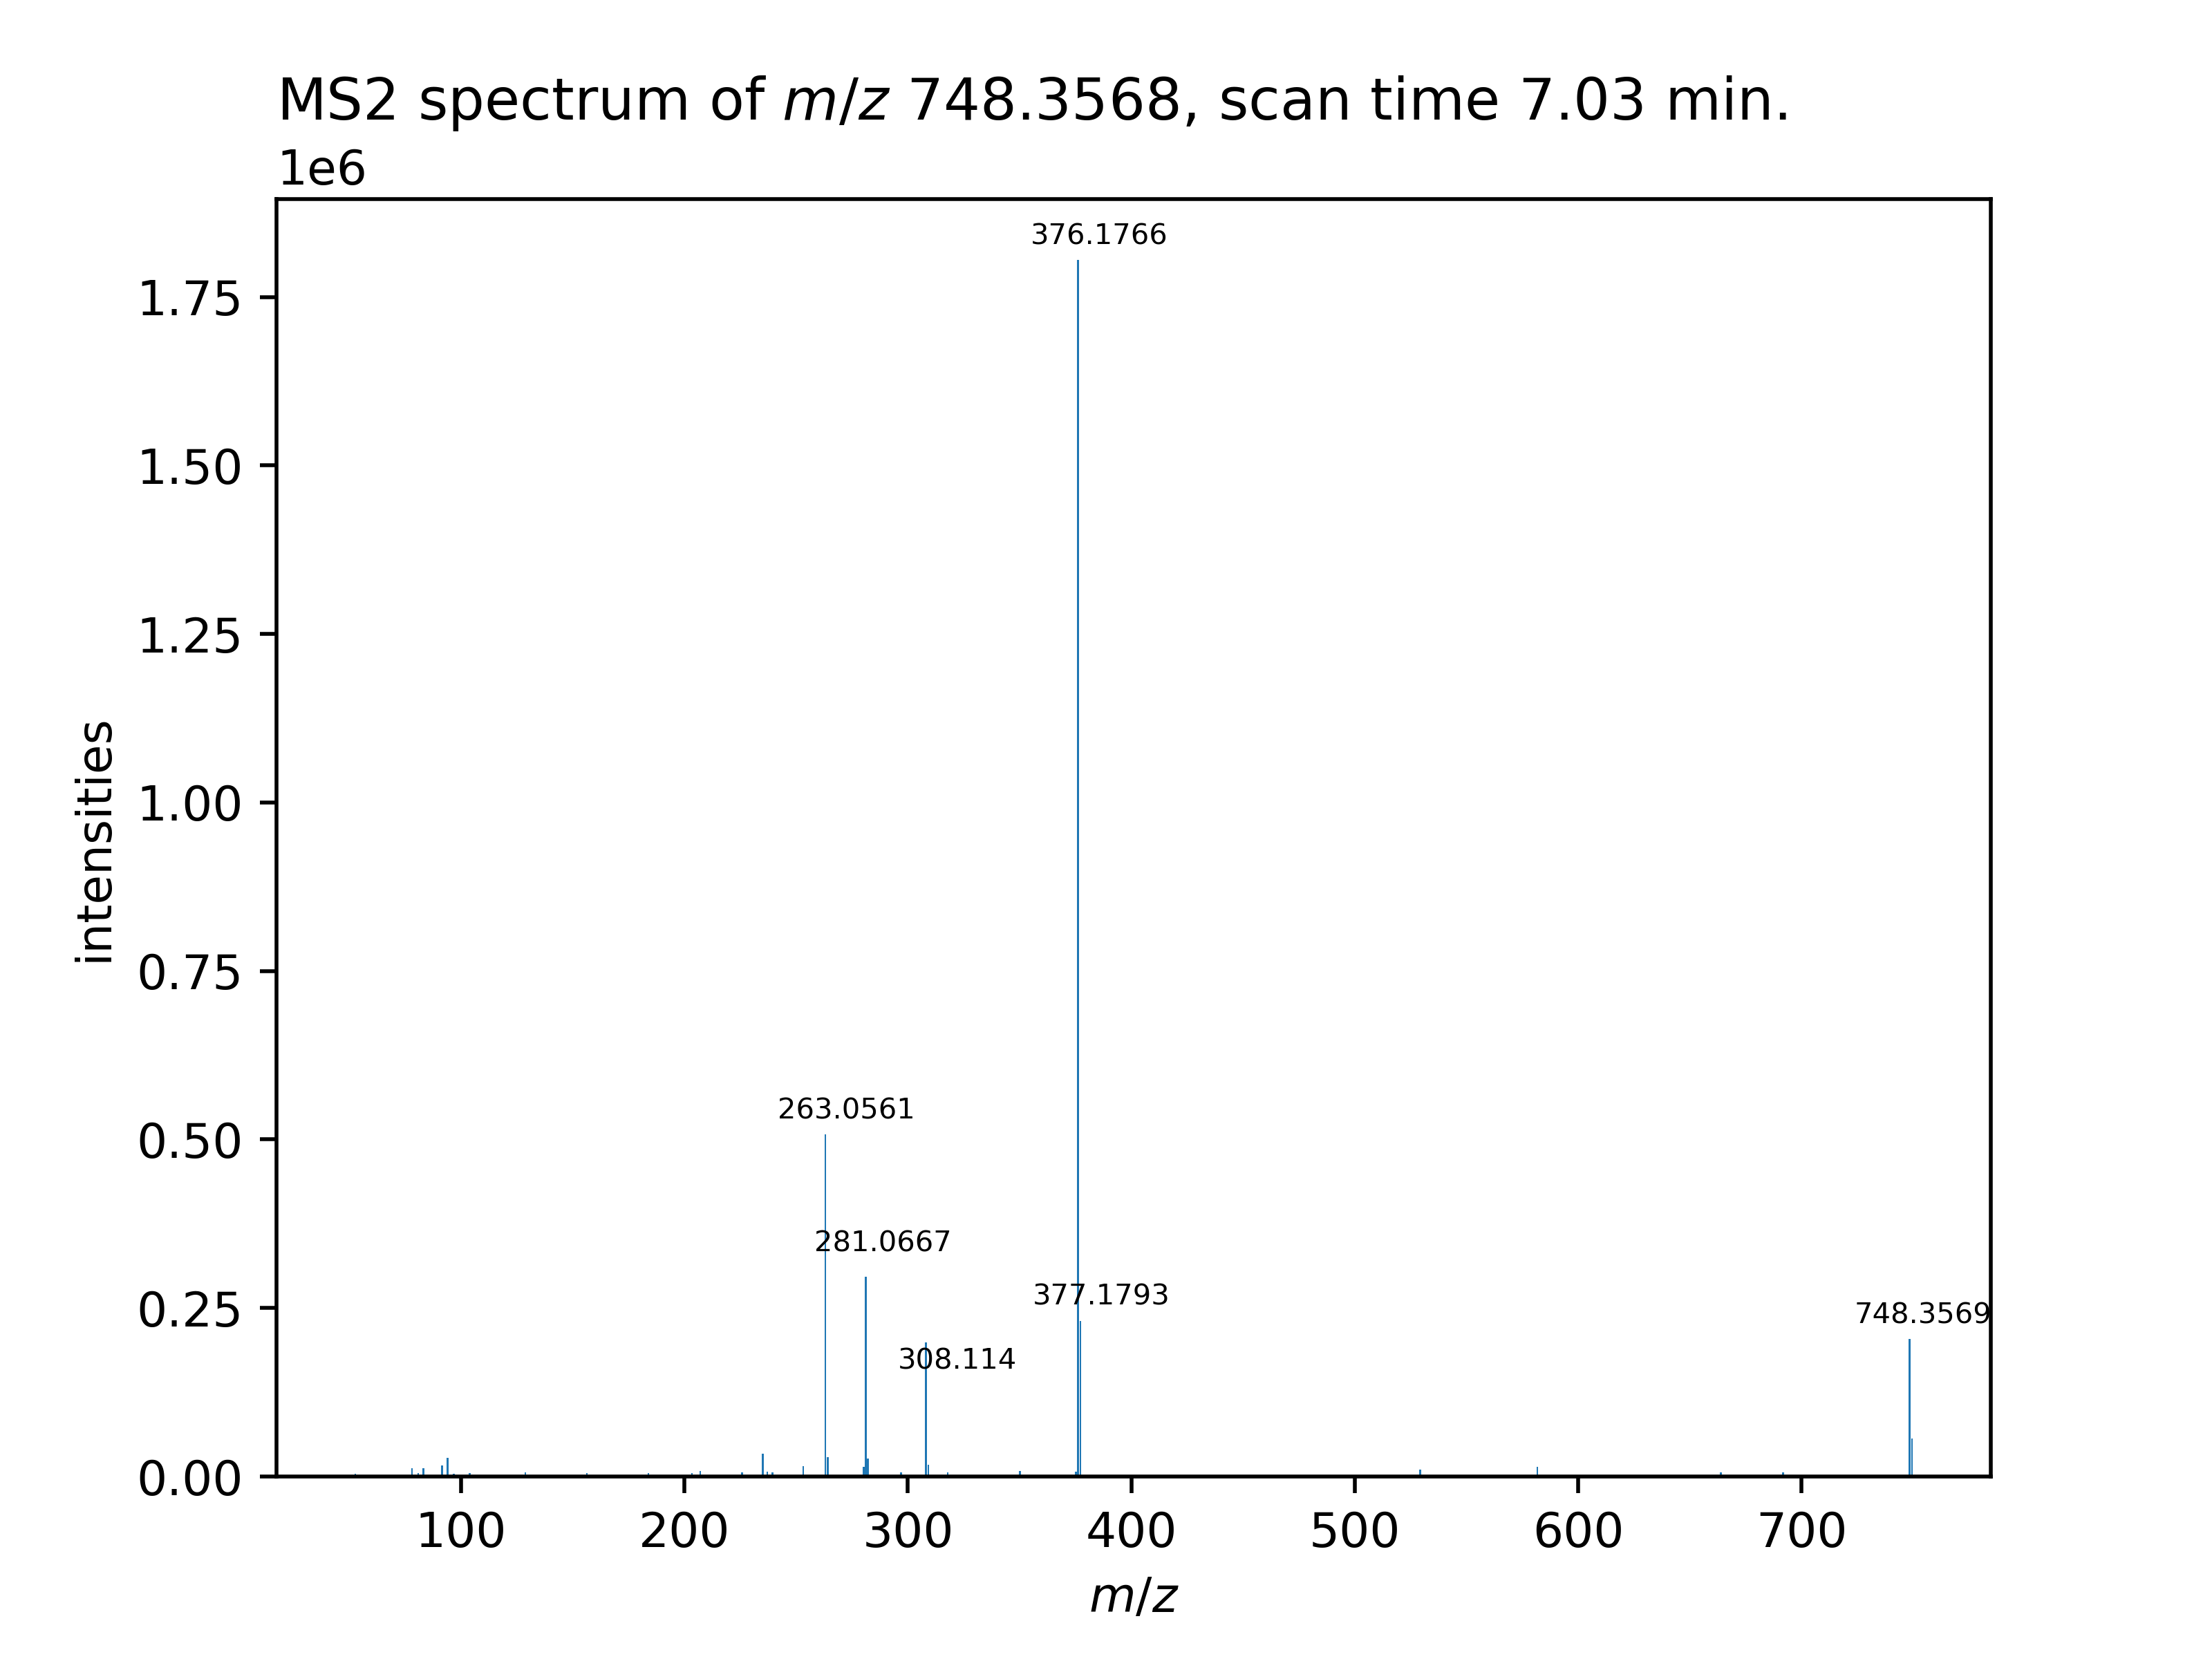 MS2 spectrum of m/z 748.3568, scan time 7.03 min.
1e6
376.1766
1.75
1.50
1.25
1.00
intensities
0.75
263.0561
0.50
281.0667
377.1793
748.3569
0.25
308.114
0.00
100 200 300 400 500 600 700
m/z